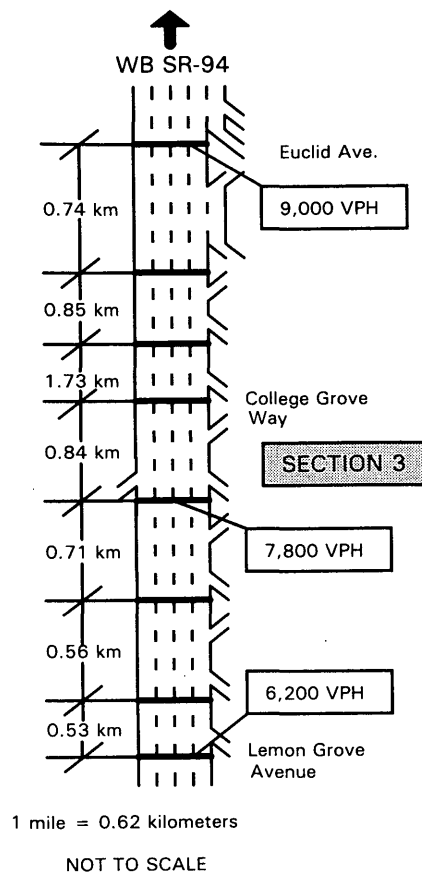 WB SR-94
Euclid Ave.
0.74 km
9,000 VPH
0.85 km
1.73 km
College Grove
Way
0.84 km
SECTION 3
7,800 VPH
0.71 km
0.56 km
6,200 VPH
0.53 km
Lemon Grove
Avenue
1 mile = 0.62 kilometers
NOT TO SCALE